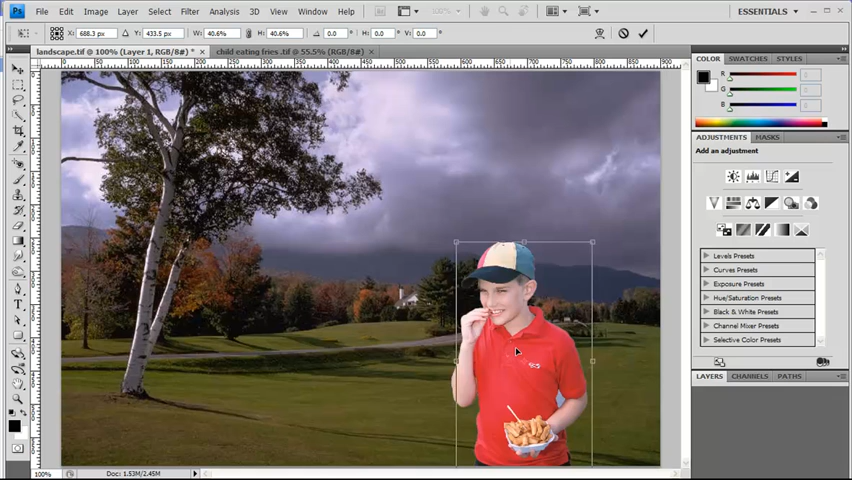 Ps File Edit Image Layer Select Filter Analysis 3D View Window Help 100% ESSENTIALS
X: 688.3 px Y: 433.5 px W: 40.6% H: 40.6% 0.0 H: 0.0 V: 0.0
landscape.tif @ 100% (Layer 1, RGB/8#) * × child eating fries .tif @ 55.5% (RGB/8#) ×
COLOR SWATCHES STYLES
R
G
B
ADJUSTMENTS MASKS
Add an adjustment
Levels Presets
Curves Presets
Exposure Presets
Hue/Saturation Presets
Black & White Presets
Channel Mixer Presets
Selective Color Presets
LAYERS CHANNELS PATHS
100% Doc: 1.53M/2.45M